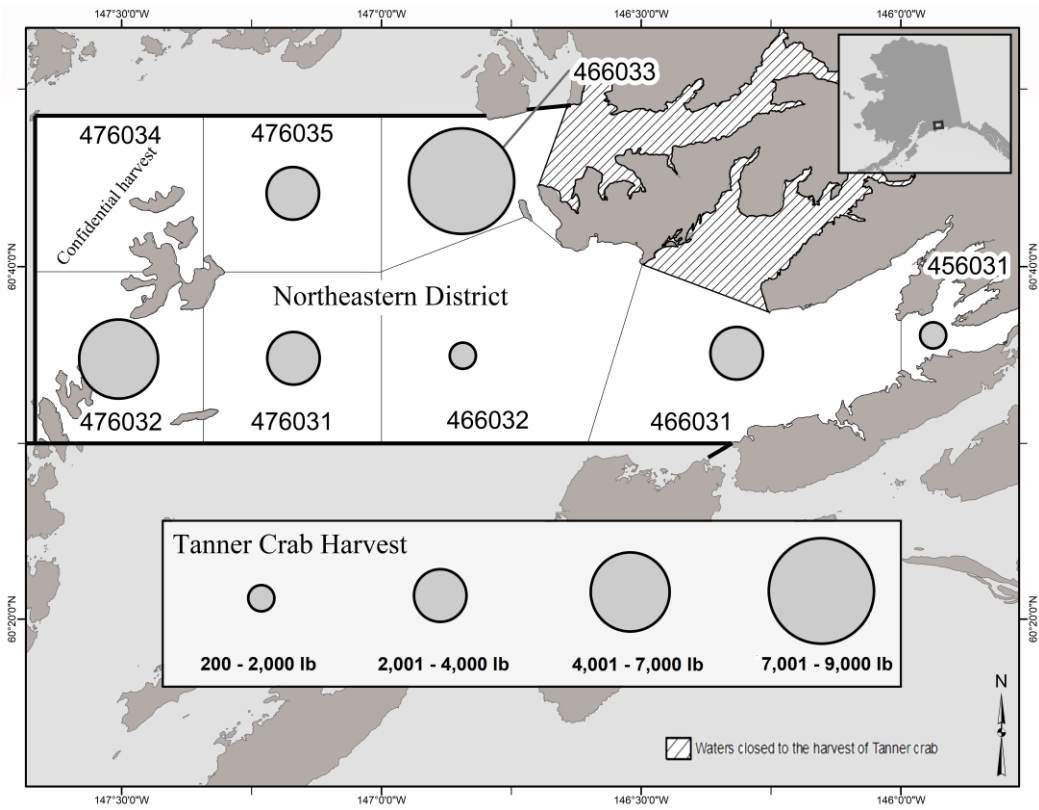 147°30'0"W
147°0'0"W
146°30'0"W
146°0'0"W
466033
476034
476035
Confidential harvest
60°40'0"N
60°40'0"N
456031
Northeastern District
476032
476031
466032
466031
Tanner Crab Harvest
200 - 2,000 lb
2,001 - 4,000 lb
4,001 - 7,000 lb
7,001 - 9,000 lb
60°20'0"N
60°20'0"N
N
Waters closed to the harvest of Tanner crab
147°30'0"W
147°0'0"W
146°30'0"W
146°0'0"W